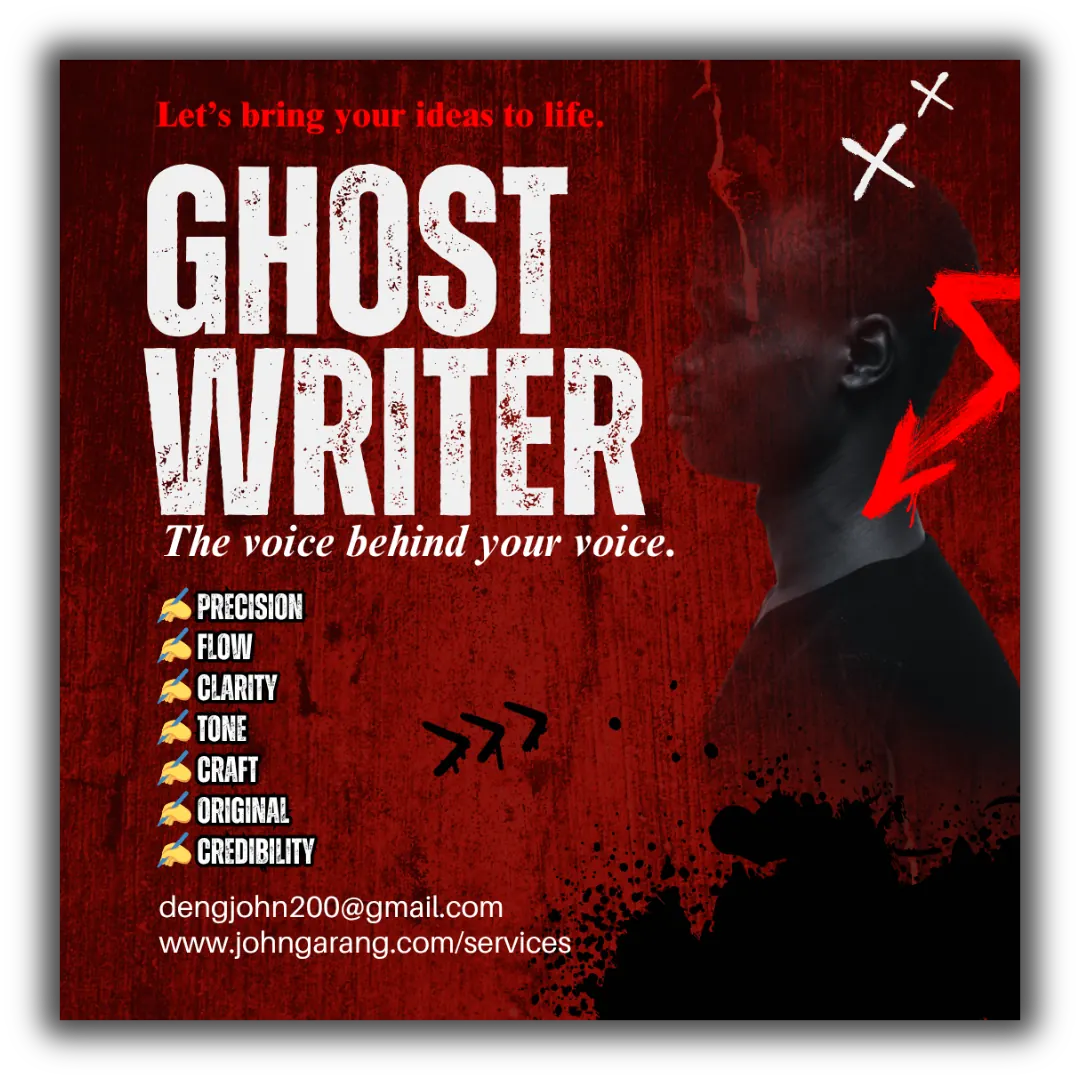 Let's bring your ideas to life.
GHOST
WRITER
The voice behind your voice.
✍️ PRECISION
✍️ FLOW
✍️ CLARITY
✍️ TONE
✍️ CRAFT
✍️ ORIGINAL
✍️ CREDIBILITY
dengjohn200@gmail.com
www.johngarang.com/services